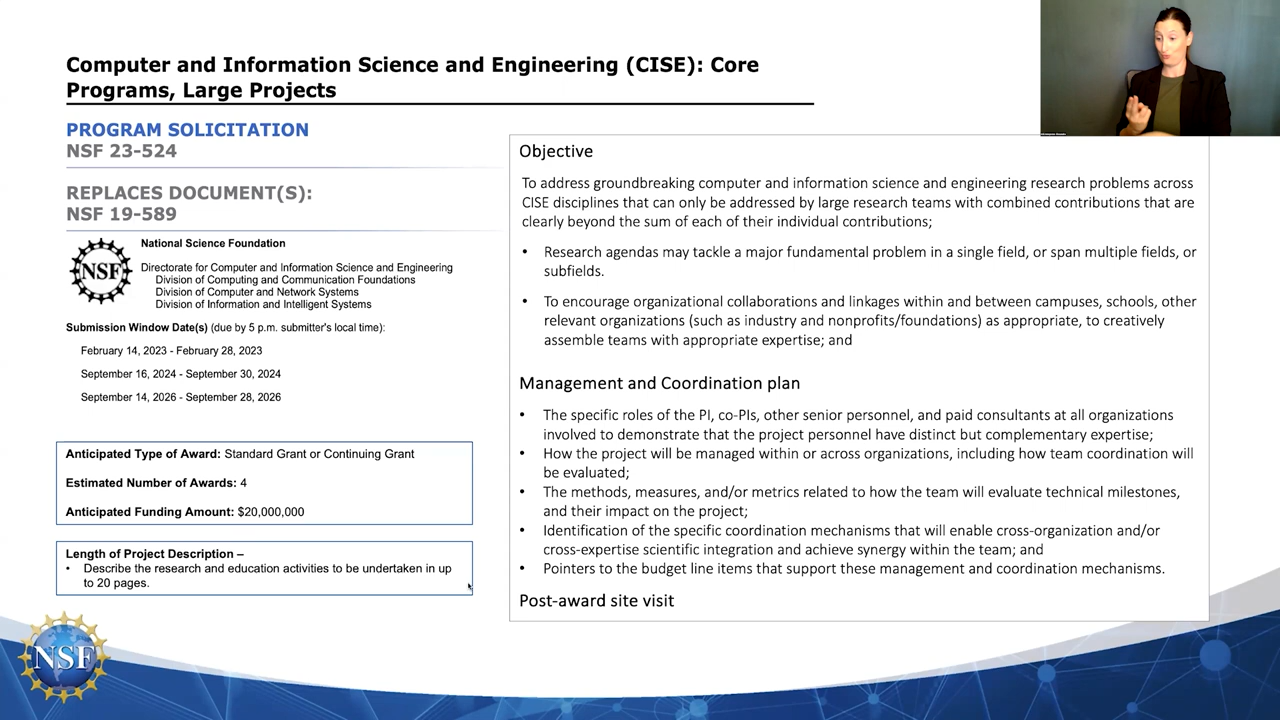 Computer and Information Science and Engineering (CISE): Core
Programs, Large Projects
PROGRAM SOLICITATION
NSF 23-524
REPLACES DOCUMENT(S):
NSF 19-589
NSF
National Science Foundation
Directorate for Computer and Information Science and Engineering
Division of Computing and Communication Foundations
Division of Computer and Network Systems
Division of Information and Intelligent Systems
Submission Window Date(s) (due by 5 p.m. submitter's local time):
February 14, 2023 - February 28, 2023
September 16, 2024 - September 30, 2024
September 14, 2026 - September 28, 2026
Anticipated Type of Award: Standard Grant or Continuing Grant
Estimated Number of Awards: 4
Anticipated Funding Amount: $20,000,000
Length of Project Description –
• Describe the research and education activities to be undertaken in up
to 20 pages.
Objective
To address groundbreaking computer and information science and engineering research problems across
CISE disciplines that can only be addressed by large research teams with combined contributions that are
clearly beyond the sum of each of their individual contributions;
• Research agendas may tackle a major fundamental problem in a single field, or span multiple fields, or
subfields.
• To encourage organizational collaborations and linkages within and between campuses, schools, other
relevant organizations (such as industry and nonprofits/foundations) as appropriate, to creatively
assemble teams with appropriate expertise; and
Management and Coordination plan
• The specific roles of the PI, co-PIs, other senior personnel, and paid consultants at all organizations
involved to demonstrate that the project personnel have distinct but complementary expertise;
• How the project will be managed within or across organizations, including how team coordination will
be evaluated;
• The methods, measures, and/or metrics related to how the team will evaluate technical milestones,
and their impact on the project;
• Identification of the specific coordination mechanisms that will enable cross-organization and/or
cross-expertise scientific integration and achieve synergy within the team; and
• Pointers to the budget line items that support these management and coordination mechanisms.
Post-award site visit
NSF